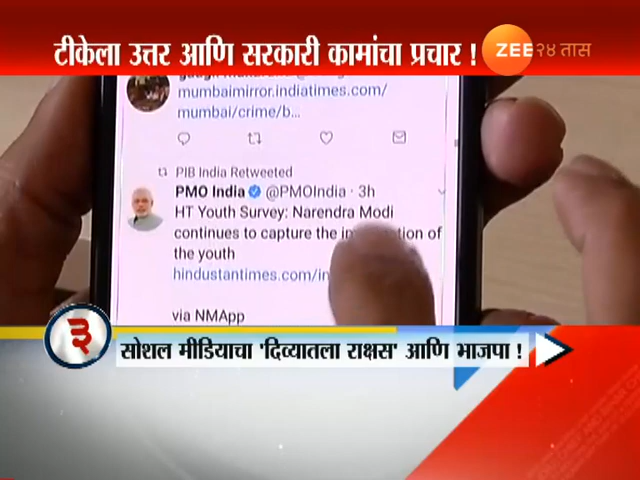 टीकेला उत्तर आणि सरकारी कामांचा प्रचार !
ZEE २४ तास
mumbaimirror.indiatimes.com/
mumbai/crime/b...
PIB India Retweeted
PMO India @PMOIndia · 3h
HT Youth Survey: Narendra Modi
continues to capture the of
the youth
hindustantimes.com/in
via NMApp
३
सोशल मीडियाचा 'दिव्यातला राक्षस' आणि भाजपा !